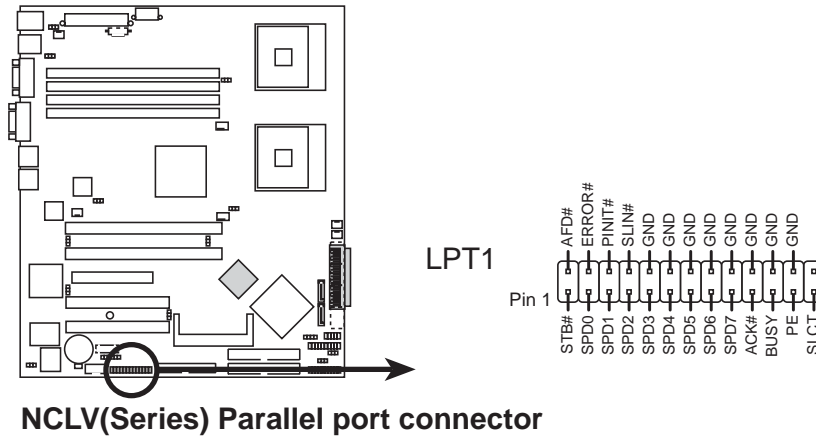 LPT1
Pin 1
AFD#
ERROR#
PINIT#
SLIN#
GND
GND
GND
GND
GND
GND
GND
GND
STB#
SPD0
SPD1
SPD2
SPD3
SPD4
SPD5
SPD6
SPD7
ACK#
BUSY
PE
SLCT
NCLV(Series) Parallel port connector